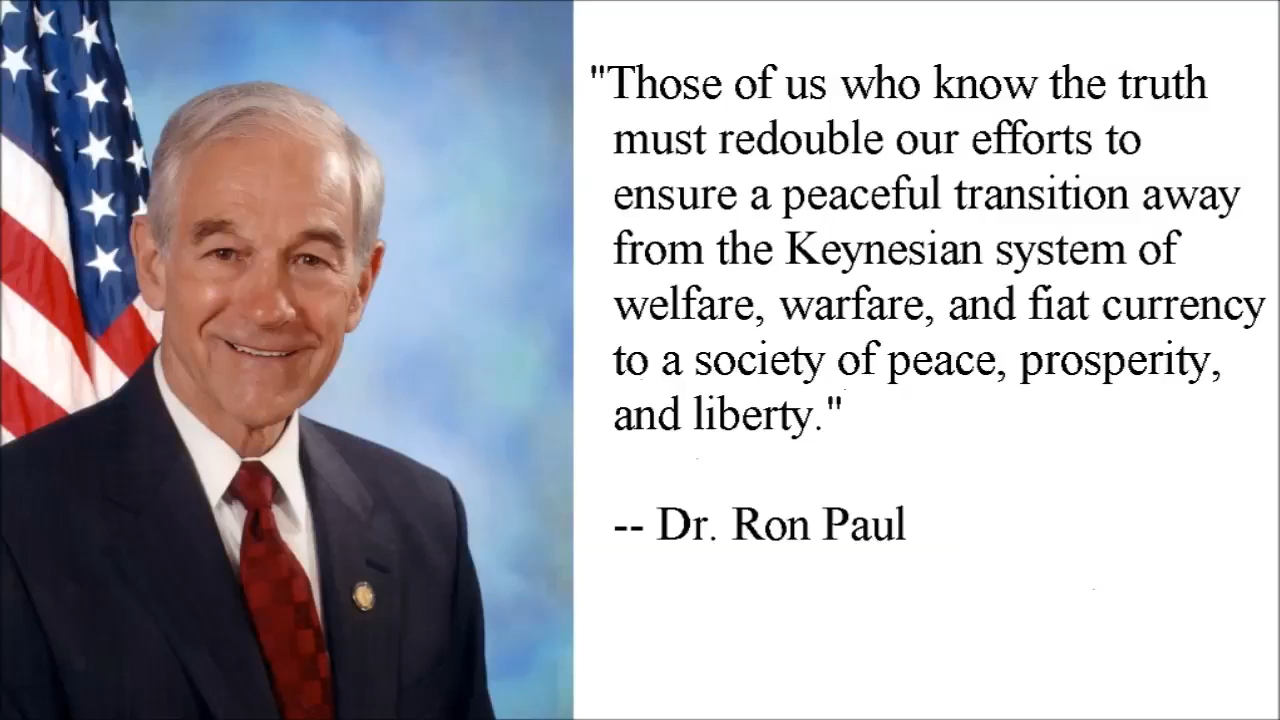 "Those of us who know the truth
must redouble our efforts to
ensure a peaceful transition away
from the Keynesian system of
welfare, warfare, and fiat currency
to a society of peace, prosperity,
and liberty."
-- Dr. Ron Paul